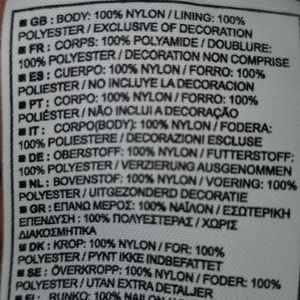 ■ GB : BODY: 100% NYLON / LINING: 100%
POLYESTER / EXCLUSIVE OF DECORATION
■ FR : CORPS: 100% POLYAMIDE / DOUBLURE:
100% POLYESTER / DECORATION NON COMPRISE
■ ES : CUERPO: 100% NYLON / FORRO: 100%
POLIESTER / NO INCLUYE LA DECORACION
■ PT : CORPO: 100% NYLON / FORRO: 100%
POLIÉSTER / NÃO INCLUI A DECORAÇÃO
■ IT : CORPO(BODY): 100% NYLON / FODERA:
100% POLIESTERE / DECORAZIONI ESCLUSE
■ DE : OBERSTOFF: 100% NYLON / FUTTERSTOFF:
100% POLYESTER / VERZIERUNG AUSGENOMMEN
■ NL : BOVENSTOF: 100% NYLON / VOERING: 100%
POLYESTER / UITGEZONDERD DECORATIE
■ GR : ΕΠΑΝΩ ΜΕΡΟΣ: 100% ΝΑΪΛΟΝ / ΕΣΩΤΕΡΙΚΗ
ΕΠΕΝΔΥΣΗ : 100% ΠΟΛΥΕΣΤΕΡΑΣ / ΧΩΡΙΣ
ΔΙΑΚΟΣΜΗΤΙΚΑ
■ DK : KROP: 100% NYLON / FOR: 100%
POLYESTER / PYNT IKKE INDBEFATTET
■ SE : ÖVERKROPP: 100% NYLON / FODER: 100%
POLYESTER / UTAN EXTRA DETALJER
■ FI : RUNKO: 100%